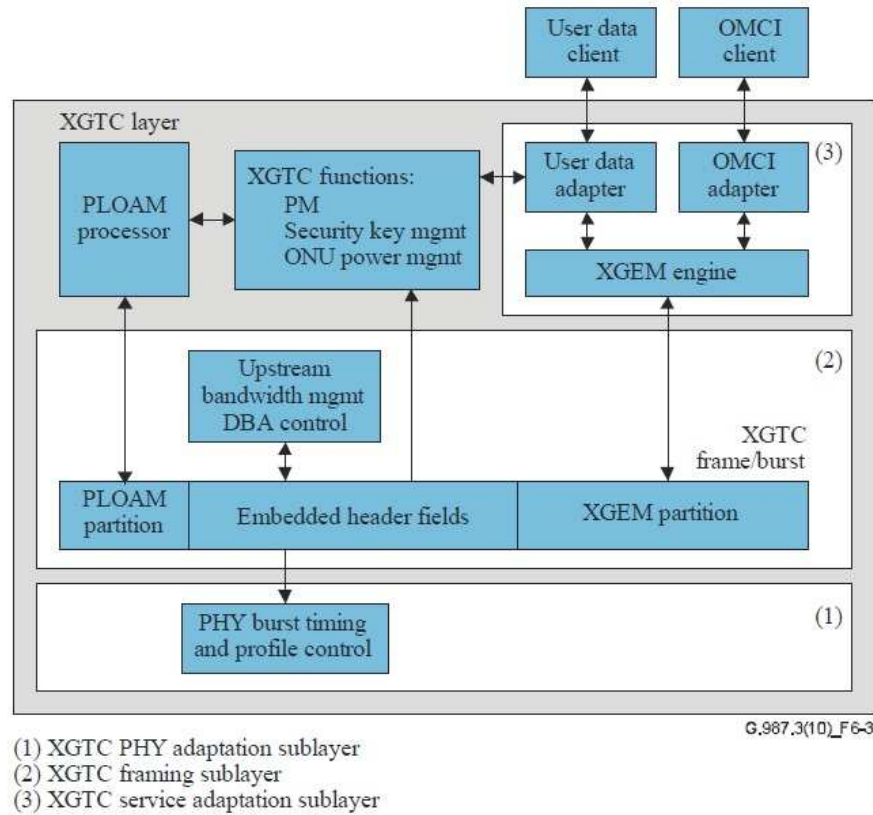 User data
client
OMCI
client
XGTC layer
(3)
PLOAM
processor
XGTC functions:
PM
Security key mgmt
ONU power mgmt
User data
adapter
OMCI
adapter
XGEM engine
(2)
Upstream
bandwidth mgmt
DBA control
XGTC
frame/burst
PLOAM
partition
Embedded header fields
XGEM partition
(1)
PHY burst timing
and profile control
G.987.3(10)_F6-3
(1) XGTC PHY adaptation sublayer
(2) XGTC framing sublayer
(3) XGTC service adaptation sublayer